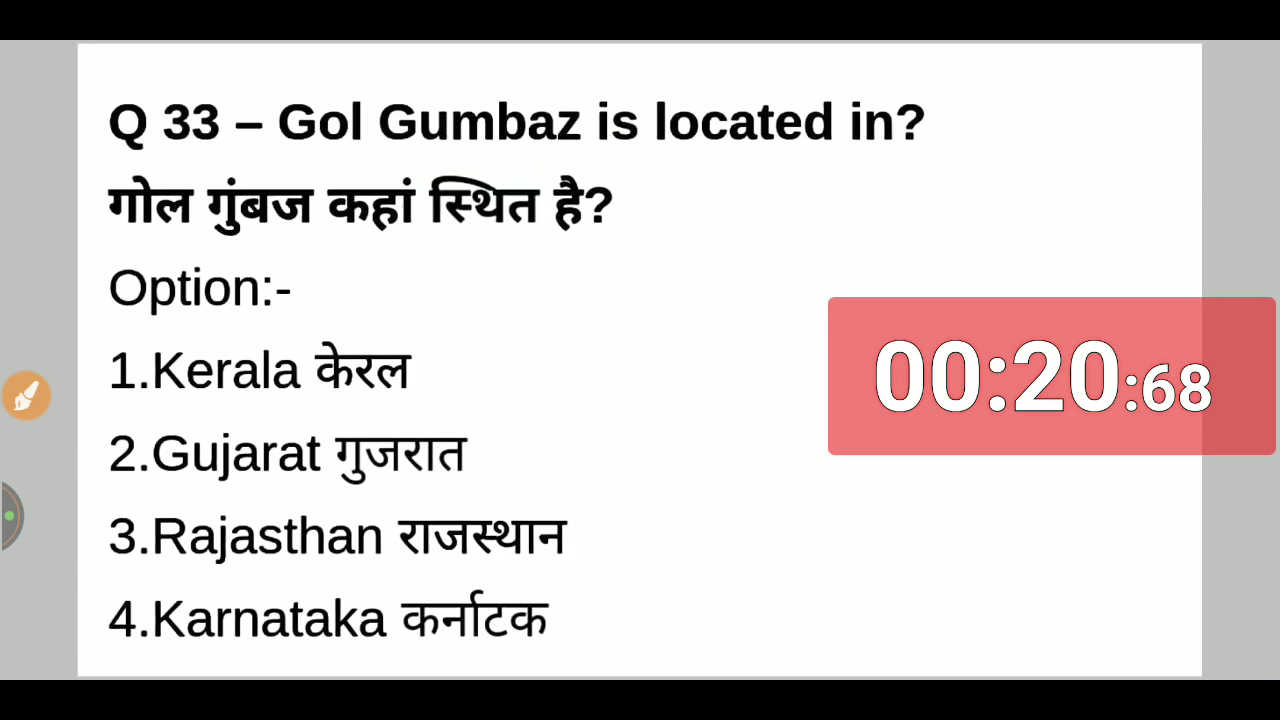 Q 33 – Gol Gumbaz is located in?
गोल गुंबज कहां स्थित है?
Option:-
1.Kerala केरल
2.Gujarat गुजरात
3.Rajasthan राजस्थान
4.Karnataka कर्नाटक
00:20:68